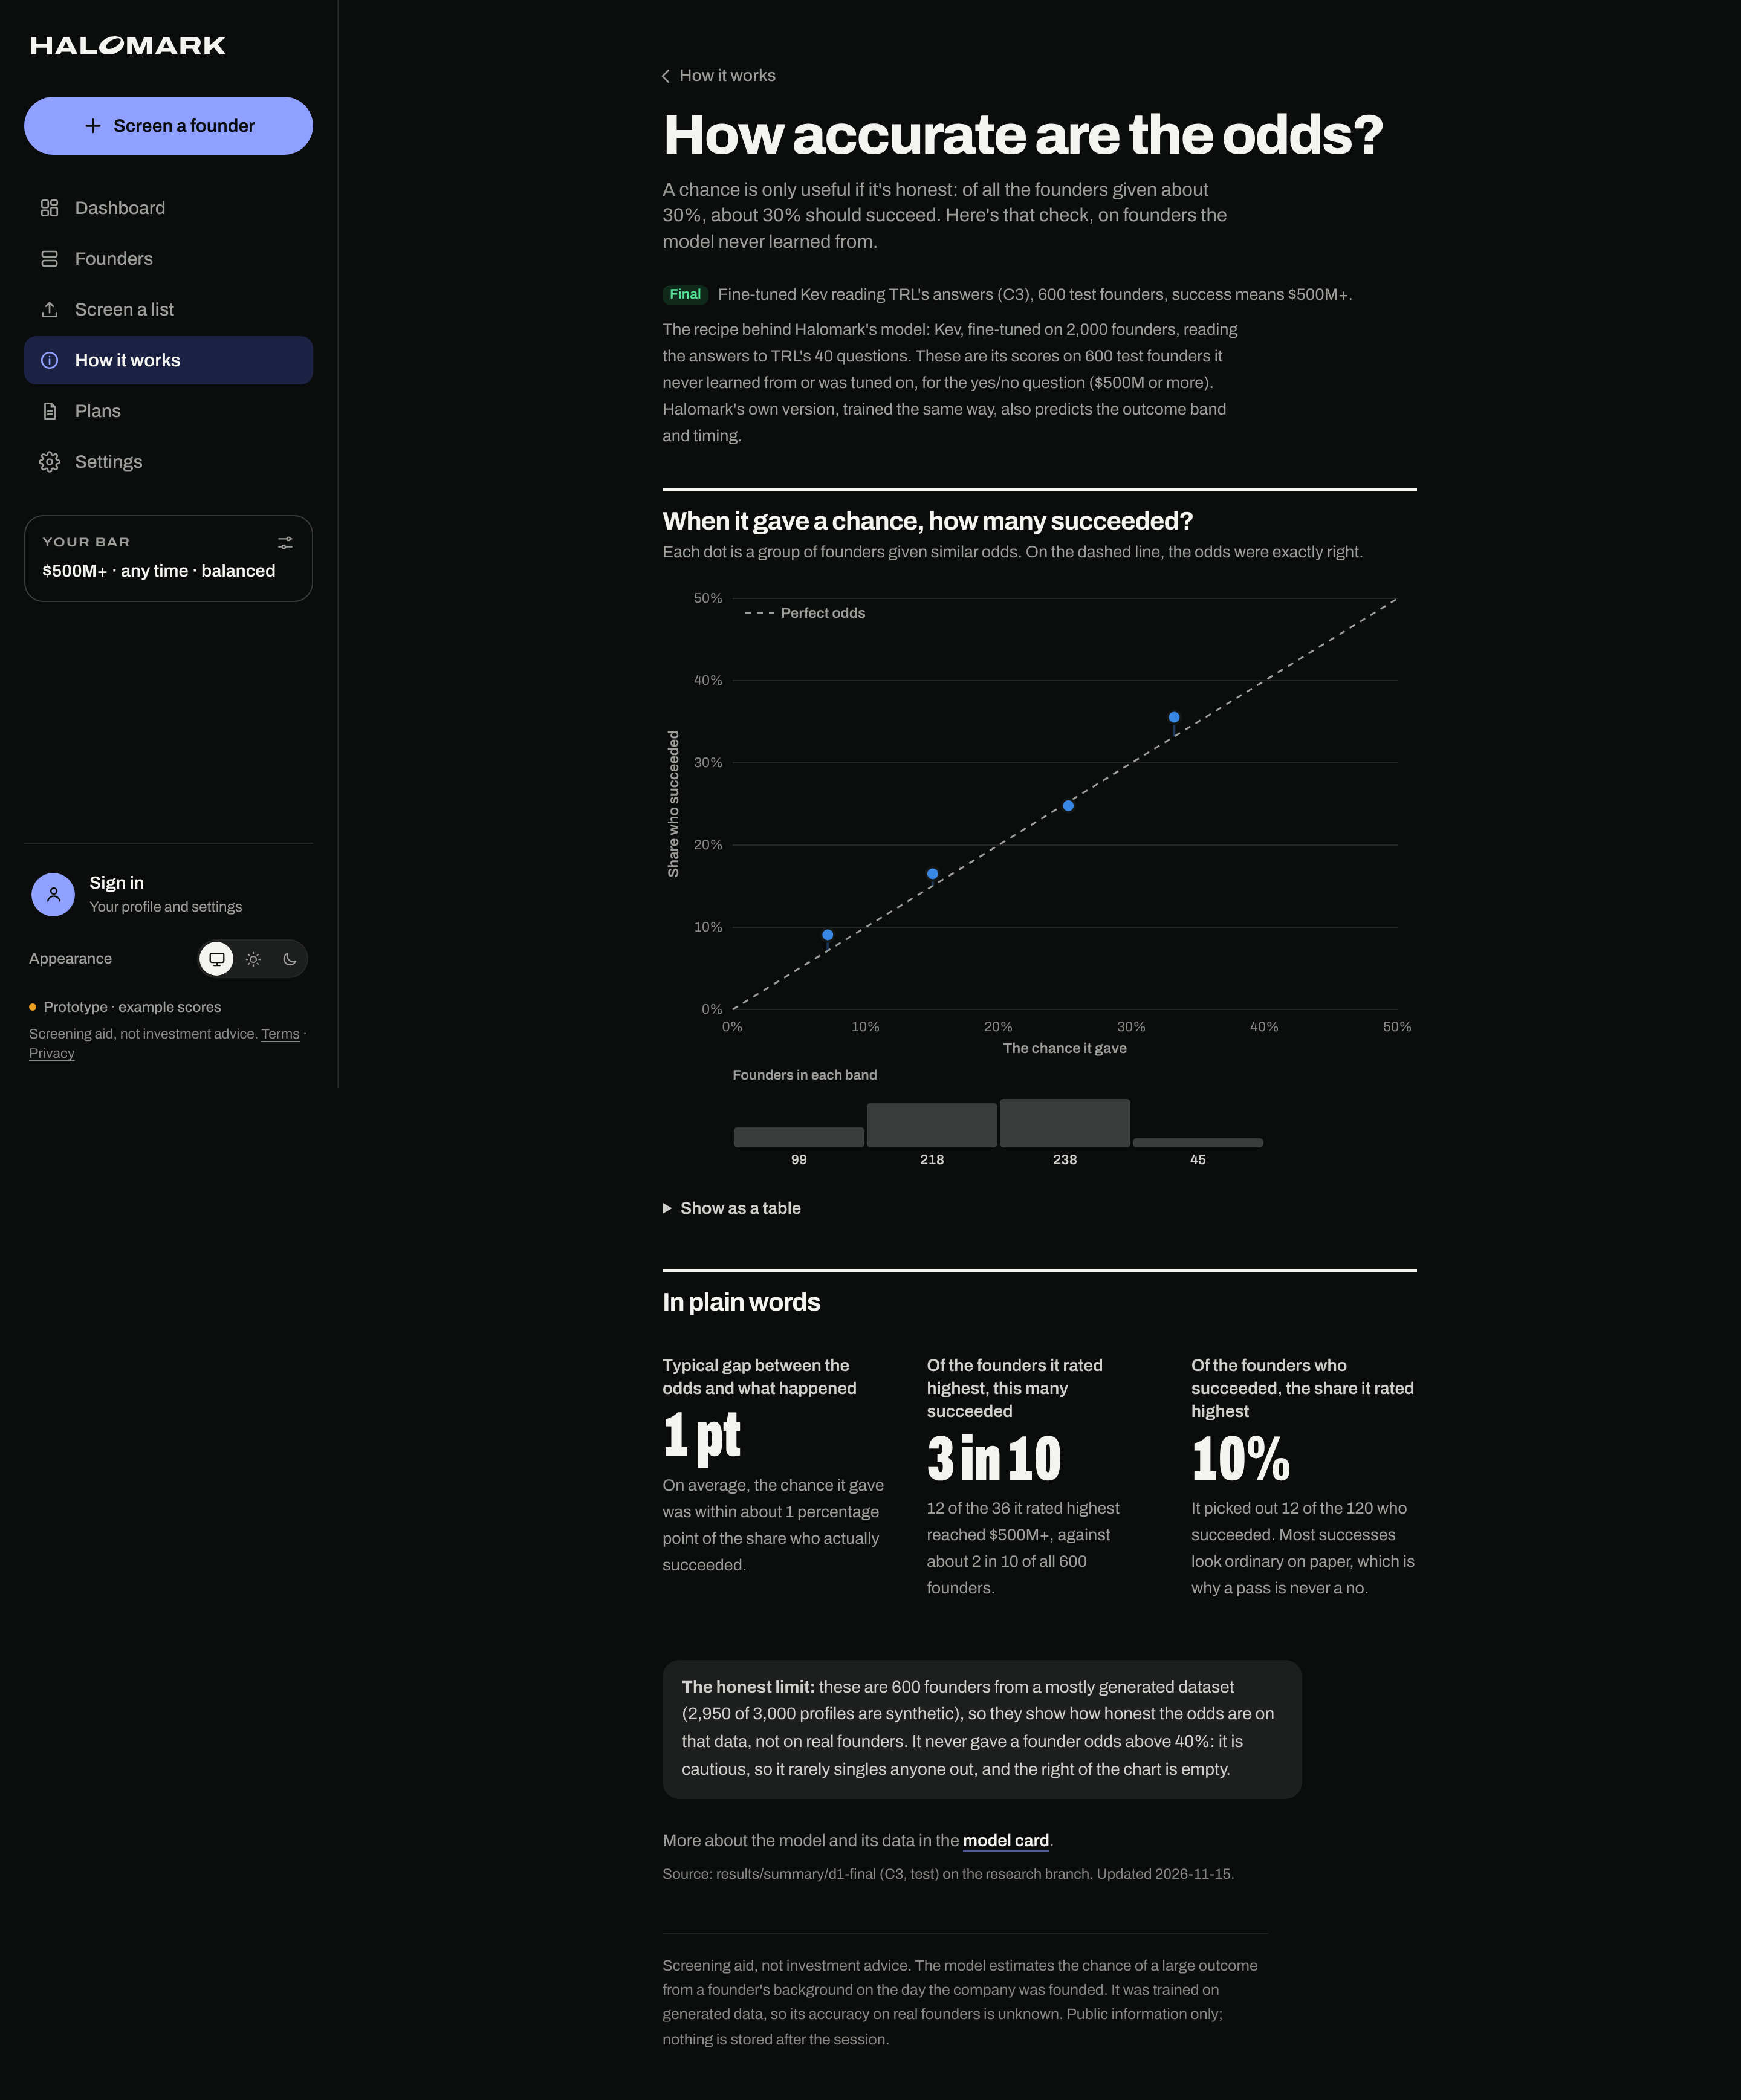 HALOMARK
Screen a founder
Dashboard
Founders
Screen a list
How it works
Plans
Settings
YOUR BAR
$500M+ · any time · balanced
Sign in
Your profile and settings
Appearance
Prototype · example scores
Screening aid, not investment advice. Terms ·
Privacy
How it works
How accurate are the odds?
A chance is only useful if it's honest: of all the founders given about
30%, about 30% should succeed. Here's that check, on founders the
model never learned from.
Final Fine-tuned Kev reading TRL's answers (C3), 600 test founders, success means $500M+.
The recipe behind Halomark's model: Kev, fine-tuned on 2,000 founders, reading
the answers to TRL's 40 questions. These are its scores on 600 test founders it
never learned from or was tuned on, for the yes/no question ($500M or more).
Halomark's own version, trained the same way, also predicts the outcome band
and timing.
When it gave a chance, how many succeeded?
Each dot is a group of founders given similar odds. On the dashed line, the odds were exactly right.
50%
Perfect odds
40%
30%
20%
10%
0%
Share who succeeded
0% 10% 20% 30% 40% 50%
The chance it gave
Founders in each band
99 218 238 45
Show as a table
In plain words
Typical gap between the
odds and what happened
1 pt
On average, the chance it gave
was within about 1 percentage
point of the share who actually
succeeded.
Of the founders it rated
highest, this many
succeeded
3 in 10
12 of the 36 it rated highest
reached $500M+, against
about 2 in 10 of all 600
founders.
Of the founders who
succeeded, the share it rated
highest
10%
It picked out 12 of the 120 who
succeeded. Most successes
look ordinary on paper, which is
why a pass is never a no.
The honest limit: these are 600 founders from a mostly generated dataset
(2,950 of 3,000 profiles are synthetic), so they show how honest the odds are on
that data, not on real founders. It never gave a founder odds above 40%: it is
cautious, so it rarely singles anyone out, and the right of the chart is empty.
More about the model and its data in the model card.
Source: results/summary/d1-final (C3, test) on the research branch. Updated 2026-11-15.
Screening aid, not investment advice. The model estimates the chance of a large outcome
from a founder's background on the day the company was founded. It was trained on
generated data, so its accuracy on real founders is unknown. Public information only;
nothing is stored after the session.